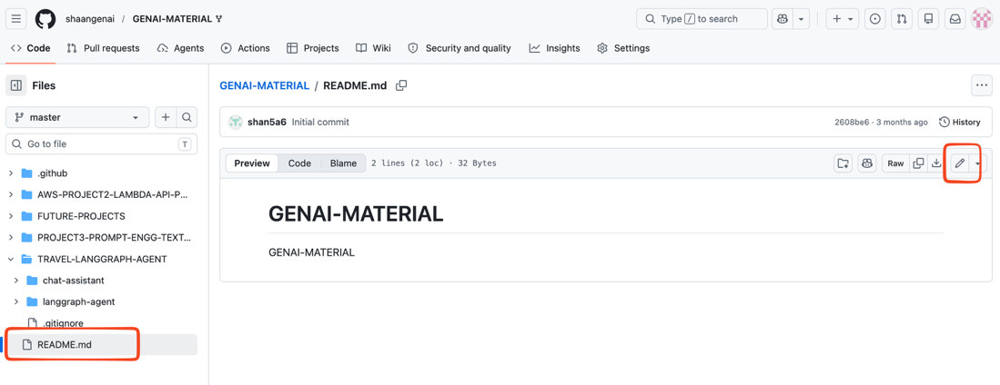 shaangenai / GENAI-MATERIAL
Type / to search
Code Pull requests Agents Actions Projects Wiki Security and quality Insights Settings
Files
master
Go to file T
.github
AWS-PROJECT2-LAMBDA-API-P...
FUTURE-PROJECTS
PROJECT3-PROMPT-ENGG-TEXT...
TRAVEL-LANGGRAPH-AGENT
chat-assistant
langgraph-agent
.gitignore
README.md
GENAI-MATERIAL / README.md
shan5a6 Initial commit 2608be6 · 3 months ago History
Preview Code Blame 2 lines (2 loc) · 32 Bytes Raw
GENAI-MATERIAL
GENAI-MATERIAL